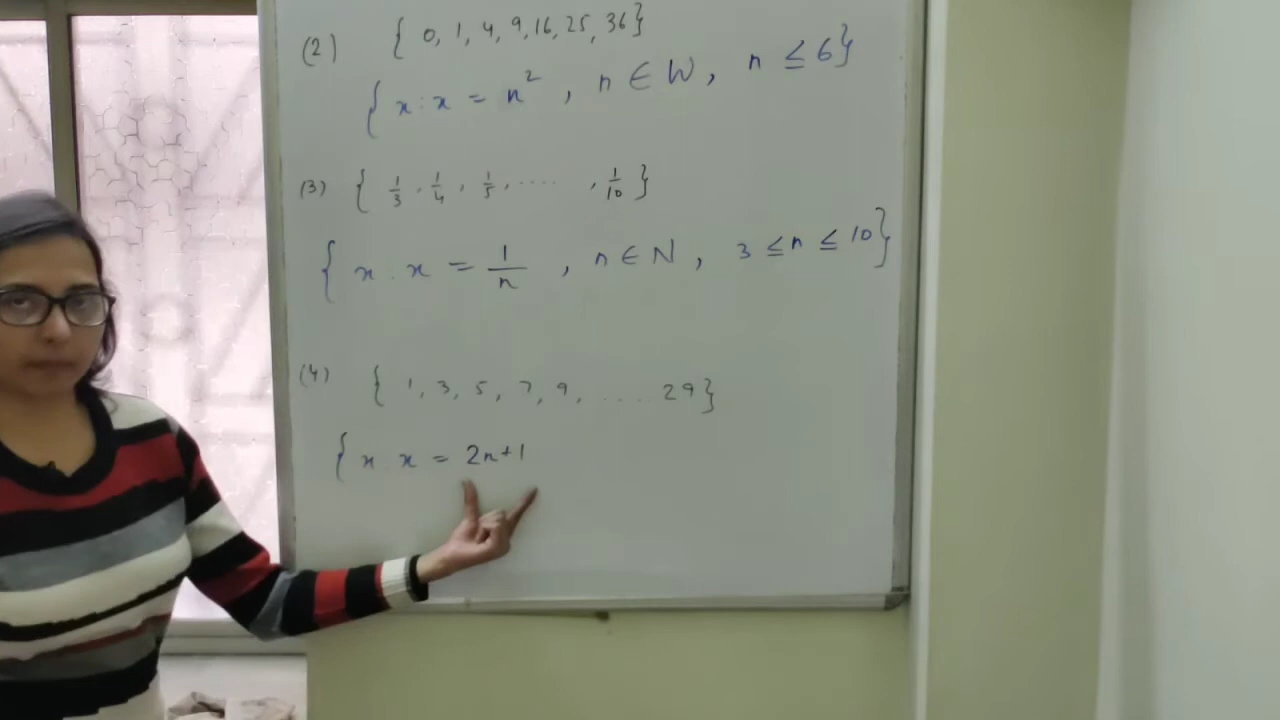 (2) { 0, 1, 4, 9, 16, 25, 36}
{ x : x = n² , n ∈ W, n ≤ 6}
(3) { 1/3 , 1/4 , 1/5 , ..... , 1/10 }
{ x : x = 1/n , n ∈ N , 3 ≤ n ≤ 10}
(4) { 1, 3, 5, 7, 9, .... 29}
{ x x = 2n+1